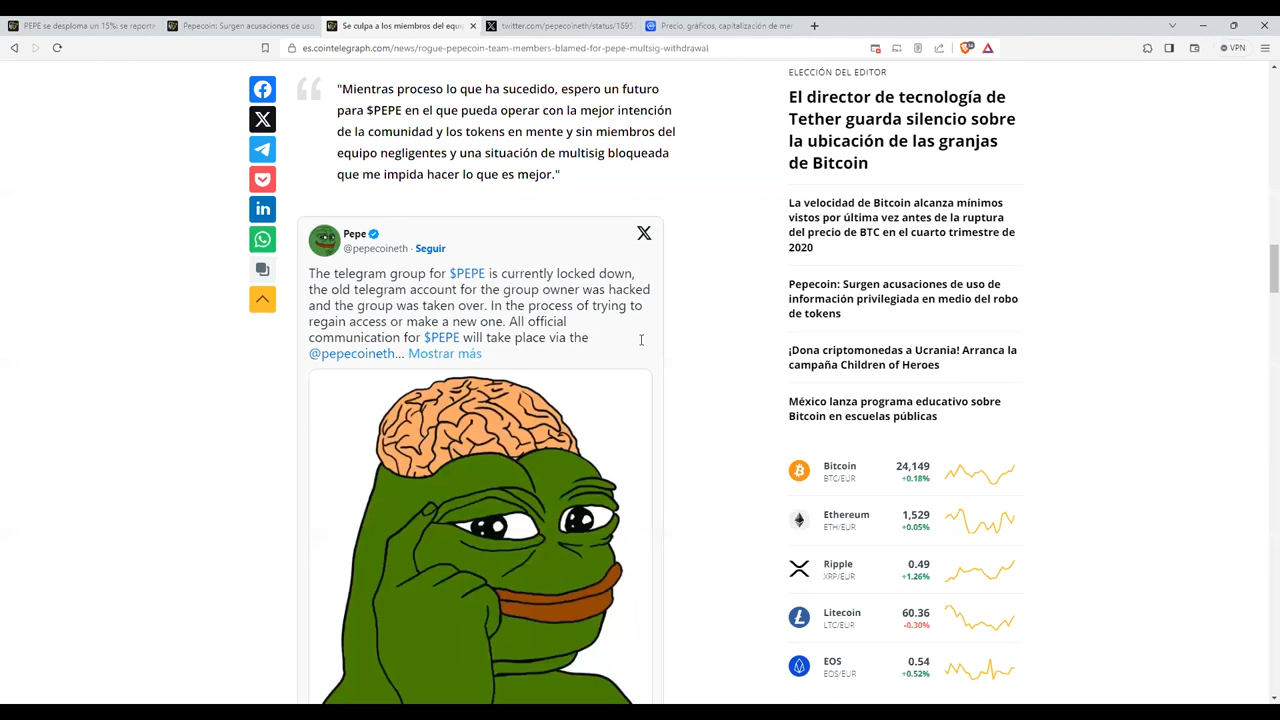 PEPE se desploma un 15%: se reporta
Pepecoin: Surgen acusaciones de uso
Se culpa a los miembros del equi
twitter.com/pepecoineth/status/1695
Precio, gráficos, capitalización de mer
es.cointelegraph.com/news/rogue-pepecoin-team-members-blamed-for-pepe-multsig-withdrawal
VPN
"Mientras proceso lo que ha sucedido, espero un futuro
para $PEPE en el que pueda operar con la mejor intención
de la comunidad y los tokens en mente y sin miembros del
equipo negligentes y una situación de multisig bloqueada
que me impida hacer lo que es mejor."
Pepe
@pepecoineth · Seguir
The telegram group for $PEPE is currently locked down,
the old telegram account for the group owner was hacked
and the group was taken over. In the process of trying to
regain access or make a new one. All official
communication for $PEPE will take place via the
@pepecoineth... Mostrar más
ELECCIÓN DEL EDITOR
El director de tecnología de
Tether guarda silencio sobre
la ubicación de las granjas
de Bitcoin
La velocidad de Bitcoin alcanza mínimos
vistos por última vez antes de la ruptura
del precio de BTC en el cuarto trimestre de
2020
Pepecoin: Surgen acusaciones de uso de
información privilegiada en medio del robo
de tokens
¡Dona criptomonedas a Ucrania! Arranca la
campaña Children of Heroes
México lanza programa educativo sobre
Bitcoin en escuelas públicas
Bitcoin 24,149
BTC/EUR +0.18%
Ethereum 1,529
ETH/EUR +0.05%
Ripple 0.49
XRP/EUR +1.26%
Litecoin 60.36
LTC/EUR -0.30%
EOS 0.54
EOS/EUR +0.52%